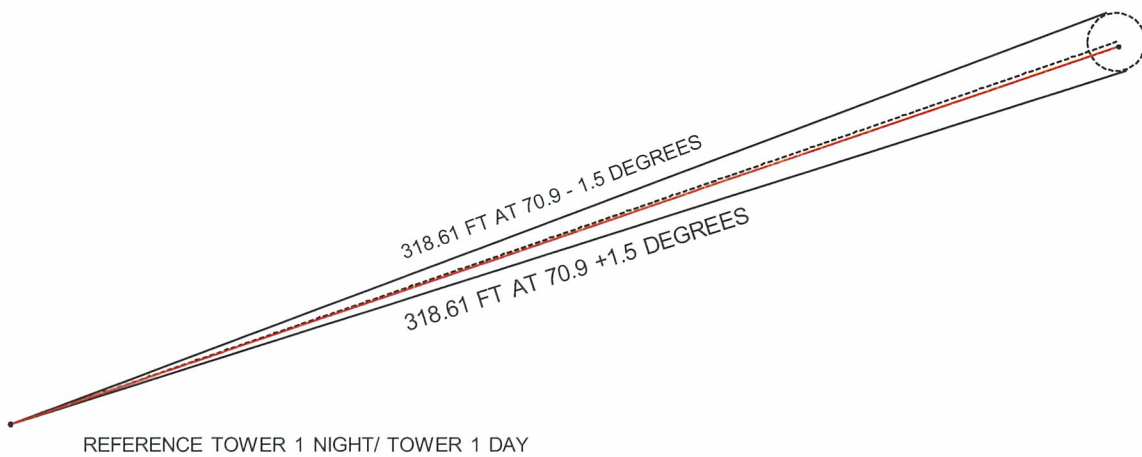 318.61 FT AT 70.9 - 1.5 DEGREES
318.61 FT AT 70.9 +1.5 DEGREES
REFERENCE TOWER 1 NIGHT/ TOWER 1 DAY